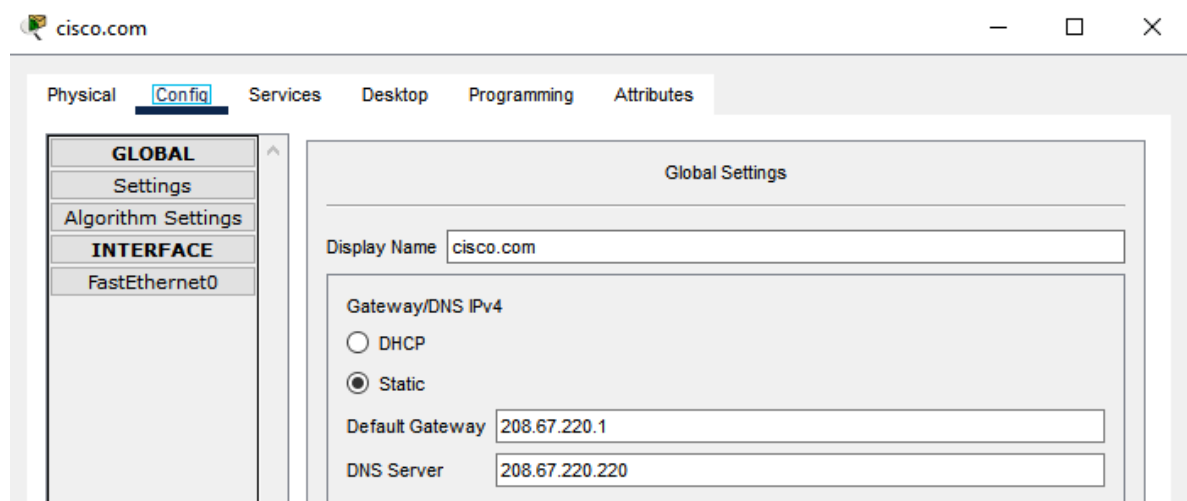 cisco.com
Physical Config Services Desktop Programming Attributes
GLOBAL
Settings
Algorithm Settings
INTERFACE
FastEthernet0
Global Settings
Display Name cisco.com
Gateway/DNS IPv4
DHCP
Static
Default Gateway 208.67.220.1
DNS Server 208.67.220.220